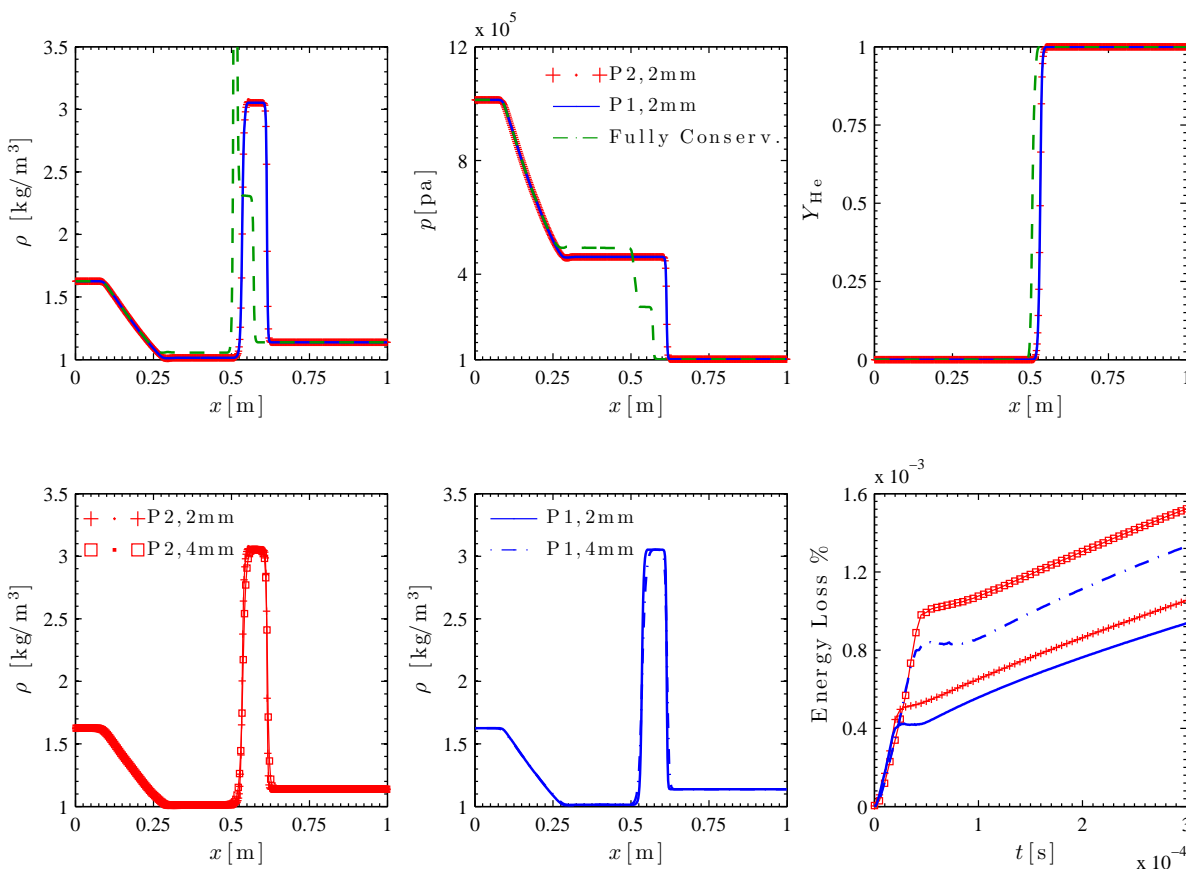 x 10^5
3.5
3
2.5
2
1.5
1
ρ [kg/m^3]
0 0.25 0.5 0.75 1
x [m]
12
8
4
1
p [pa]
P2, 2mm
P1, 2mm
Fully Conserv.
0 0.25 0.5 0.75 1
x [m]
1
0.75
0.5
0.25
0
Y_He
0 0.25 0.5 0.75 1
x [m]
3.5
3
2.5
2
1.5
1
ρ [kg/m^3]
P2, 2mm
P2, 4mm
0 0.25 0.5 0.75 1
x [m]
3.5
3
2.5
2
1.5
1
ρ [kg/m^3]
P1, 2mm
P1, 4mm
0 0.25 0.5 0.75 1
x [m]
x 10^-3
1.6
1.2
0.8
0.4
0
Energy Loss %
0 1 2 3
t [s]
x 10^-4